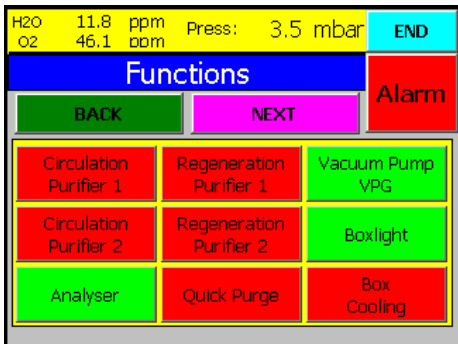 H2O 11.8 ppm Press: 3.5 mbar END
O2 46.1 ppm
Functions
Alarm
BACK NEXT
Circulation Purifier 1
Regeneration Purifier 1
Vacuum Pump VPG
Circulation Purifier 2
Regeneration Purifier 2
Boxlight
Analyser
Quick Purge
Box Cooling